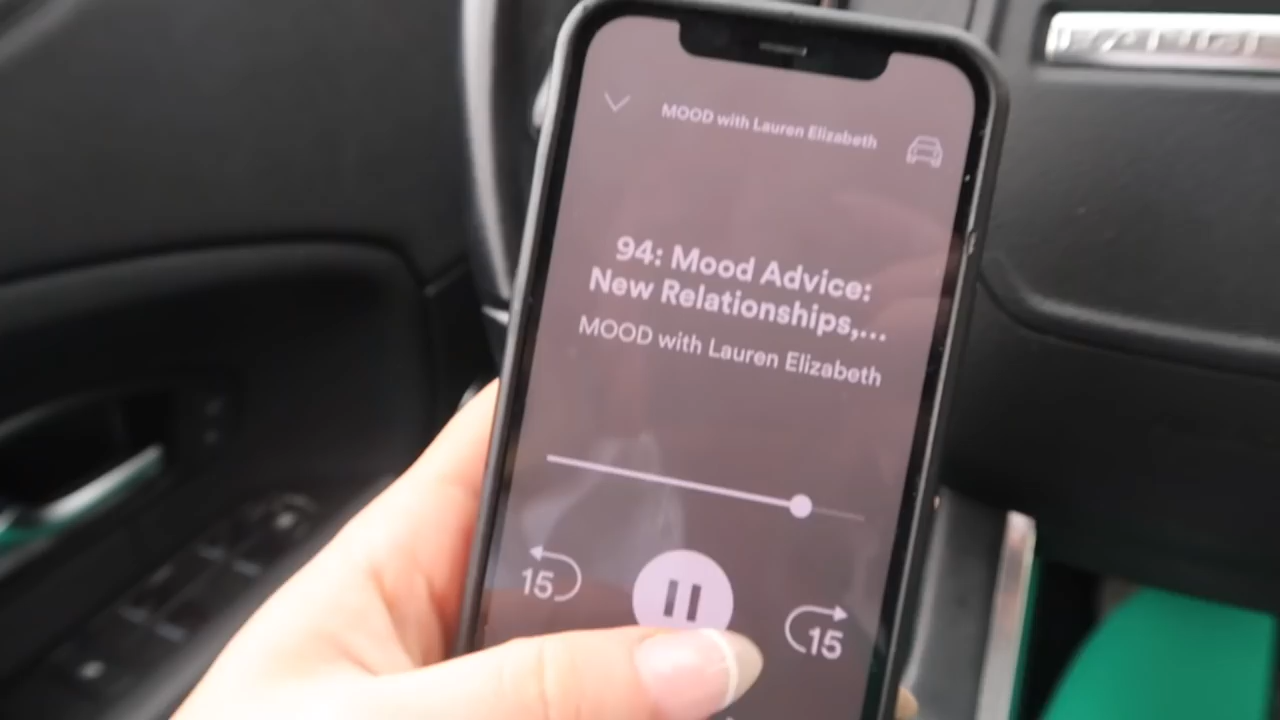 MOOD with Lauren Elizabeth
94: Mood Advice:
New Relationships,...
MOOD with Lauren Elizabeth
15
15